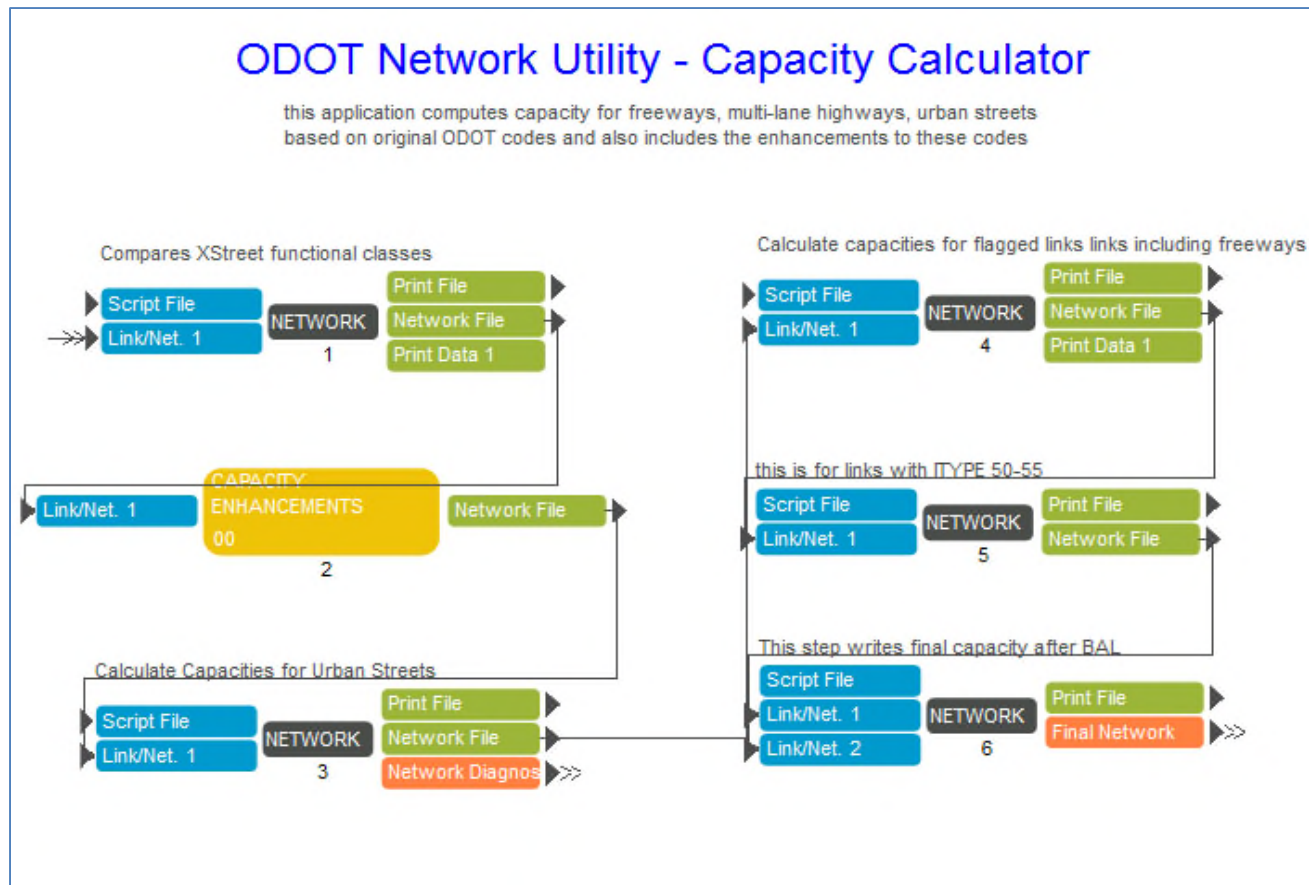 ODOT Network Utility - Capacity Calculator
this application computes capacity for freeways, multi-lane highways, urban streets
based on original ODOT codes and also includes the enhancements to these codes
Compares XStreet functional classes
Script File
Link/Net. 1
NETWORK
1
Print File
Network File
Print Data 1
Link/Net. 1
CAPACITY
ENHANCEMENTS
00
2
Network File
Calculate Capacities for Urban Streets
Script File
Link/Net. 1
NETWORK
3
Print File
Network File
Network Diagnos
Calculate capacities for flagged links links including freeways
Script File
Link/Net. 1
NETWORK
4
Print File
Network File
Print Data 1
this is for links with ITYPE 50-55
Script File
Link/Net. 1
NETWORK
5
Print File
Network File
This step writes final capacity after BAL
Script File
Link/Net. 1
Link/Net. 2
NETWORK
6
Print File
Final Network